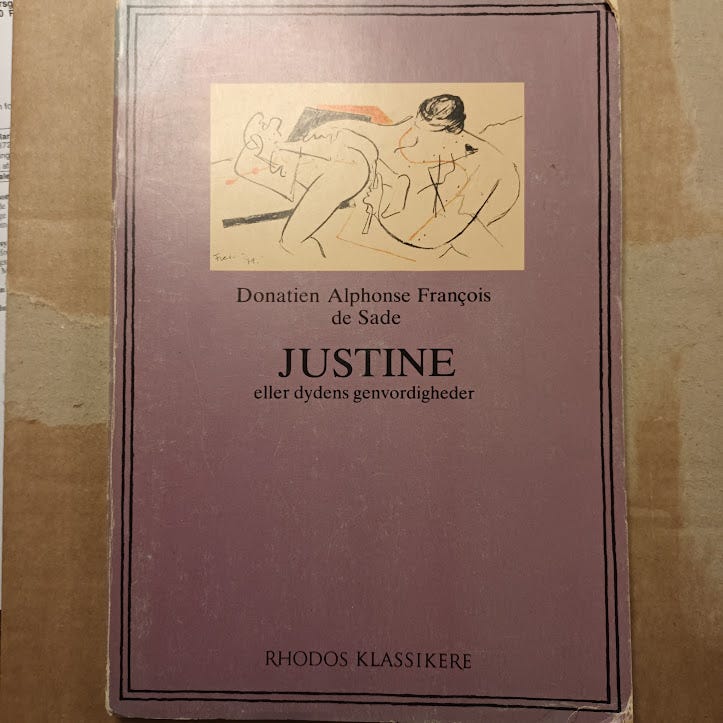 Donatien Alphonse François
de Sade
JUSTINE
eller dydens genvordigheder
RHODOS KLASSIKERE